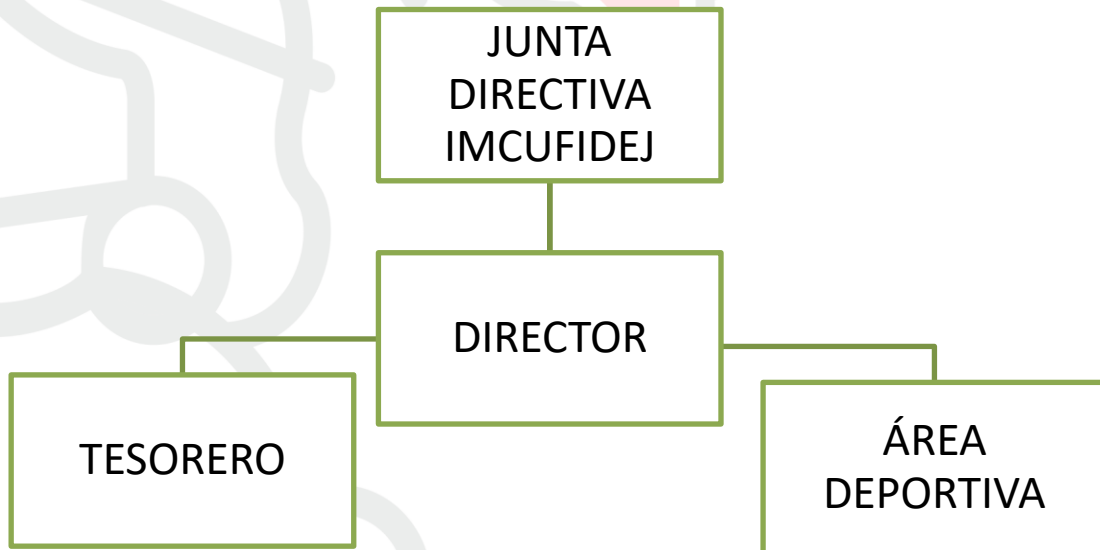 JUNTA
DIRECTIVA
IMCUFIDEJ
DIRECTOR
TESORERO
ÁREA
DEPORTIVA